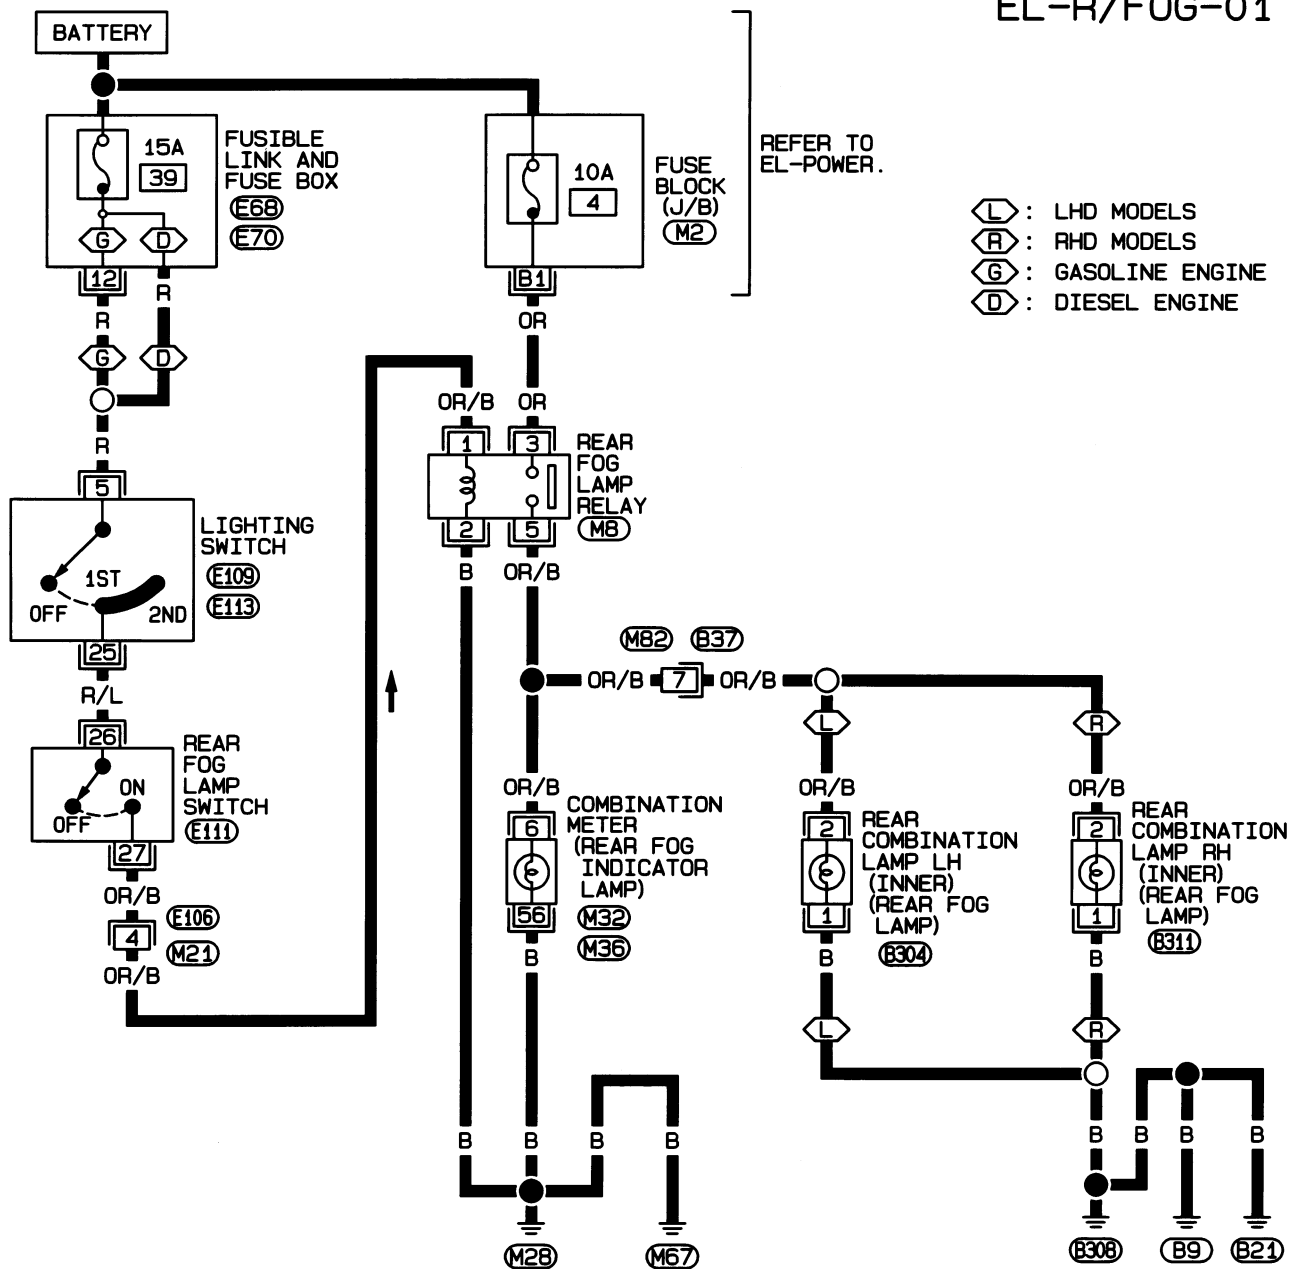 EL-R/FOG-01
BATTERY
15A
39
FUSIBLE
LINK AND
FUSE BOX
E68
E70
G
D
12
R
R
G
D
R
10A
4
FUSE
BLOCK
(J/B)
M2
B1
OR
REFER TO
EL-POWER.
L : LHD MODELS
R : RHD MODELS
G : GASOLINE ENGINE
D : DIESEL ENGINE
OR/B
OR
1
3
REAR
FOG
LAMP
RELAY
M8
2
5
B
OR/B
5
LIGHTING
SWITCH
E109
E113
1ST
OFF
2ND
25
R/L
26
REAR
FOG
LAMP
SWITCH
E111
ON
OFF
27
OR/B
E106
4
M21
OR/B
M82
B37
OR/B
7
OR/B
L
R
OR/B
6
COMBINATION
METER
(REAR FOG
INDICATOR
LAMP)
M32
M36
56
B
OR/B
2
REAR
COMBINATION
LAMP LH
(INNER)
(REAR FOG
LAMP)
B304
1
B
L
OR/B
2
REAR
COMBINATION
LAMP RH
(INNER)
(REAR FOG
LAMP)
B311
1
B
R
B
B
B
B
B
B
B
B
M28
M67
B308
B9
B21